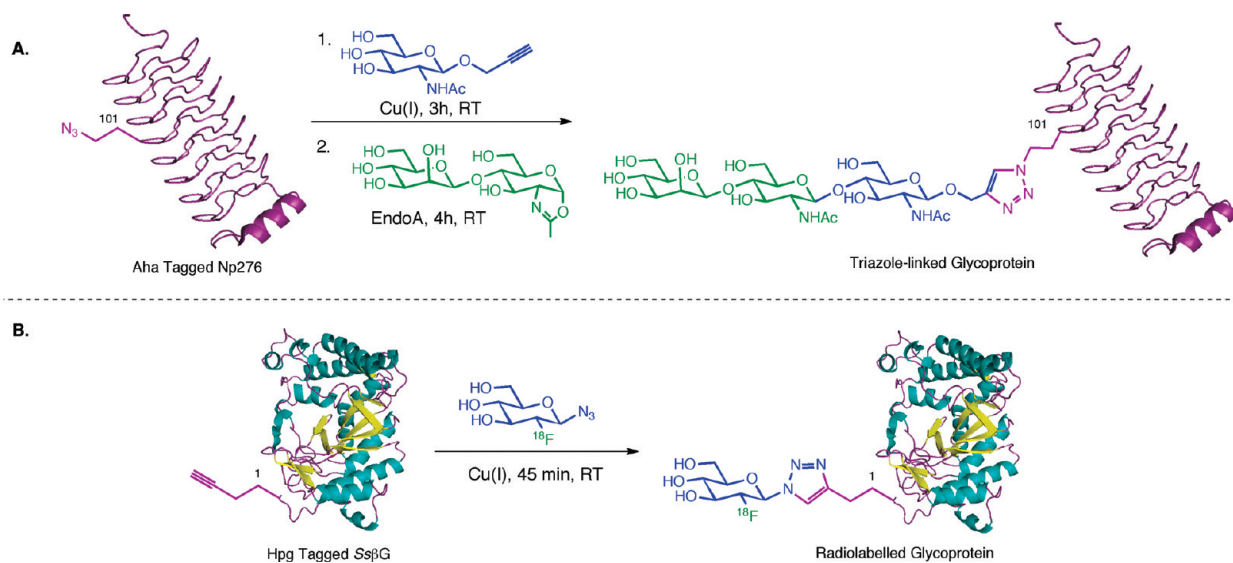 A.
1.
HO
HO
HO
O
O
NHAc
Cu(I), 3h, RT
N3
101
2.
HO OH
HO
HO
O
O
HO
O
HO
N
O
EndoA, 4h, RT
Aha Tagged Np276
HO OH
HO
HO
O
O
HO
O
HO
NHAc
O
HO
O
HO
NHAc
O
N
N
N
101
Triazole-linked Glycoprotein
B.
1
Hpg Tagged SsβG
HO
HO
HO
O
N3
18F
Cu(I), 45 min, RT
HO
HO
HO
O
18F
N=N
N
1
Radiolabelled Glycoprotein